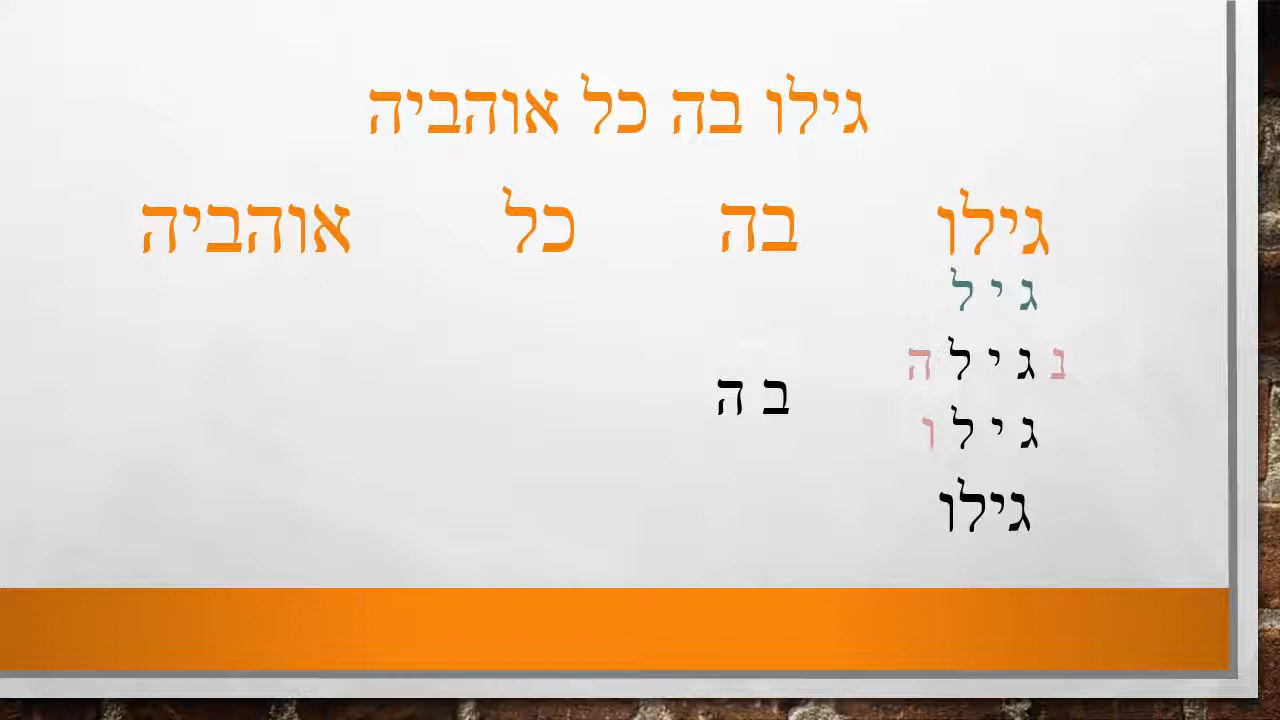 גילו בה כל אוהביה
גילו בה כל אוהביה
ג י ל
נ ג י ל ה
ב ה
ג י ל ו
גילו